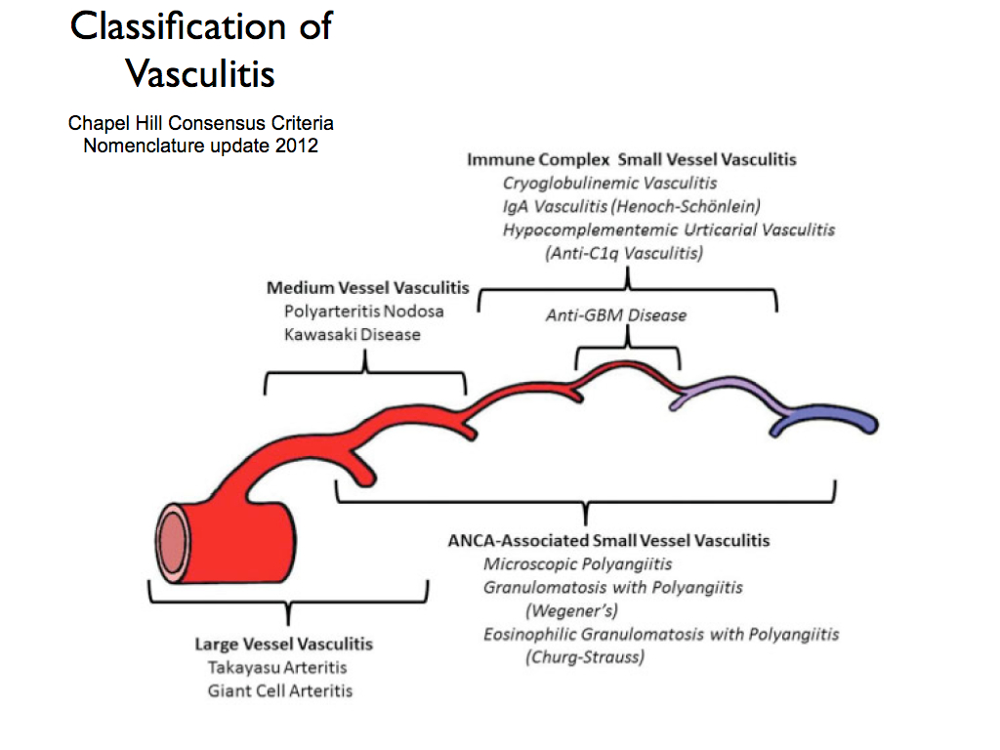 Classification of
Vasculitis
Chapel Hill Consensus Criteria
Nomenclature update 2012
Immune Complex Small Vessel Vasculitis
Cryoglobulinemic Vasculitis
IgA Vasculitis (Henoch-Schönlein)
Hypocomplementemic Urticarial Vasculitis
(Anti-C1q Vasculitis)
Medium Vessel Vasculitis
Polyarteritis Nodosa
Kawasaki Disease
Anti-GBM Disease
ANCA-Associated Small Vessel Vasculitis
Microscopic Polyangiitis
Granulomatosis with Polyangiitis
(Wegener's)
Eosinophilic Granulomatosis with Polyangiitis
(Churg-Strauss)
Large Vessel Vasculitis
Takayasu Arteritis
Giant Cell Arteritis